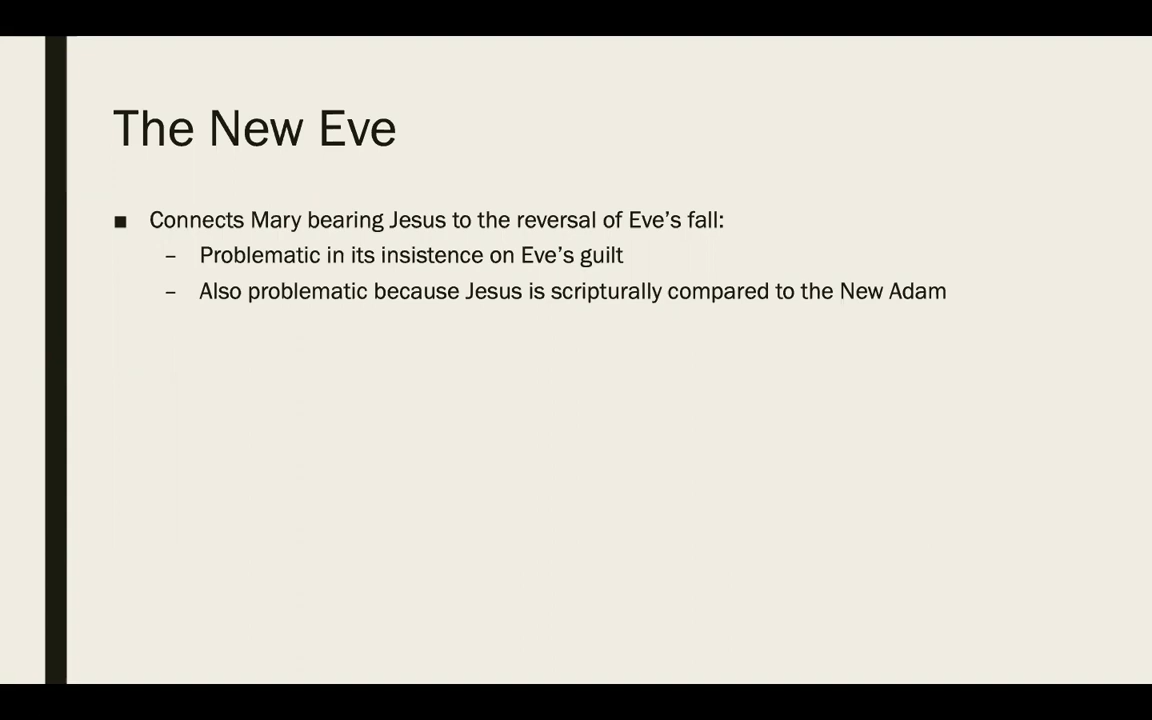 The New Eve
■ Connects Mary bearing Jesus to the reversal of Eve’s fall:
– Problematic in its insistence on Eve’s guilt
– Also problematic because Jesus is scripturally compared to the New Adam